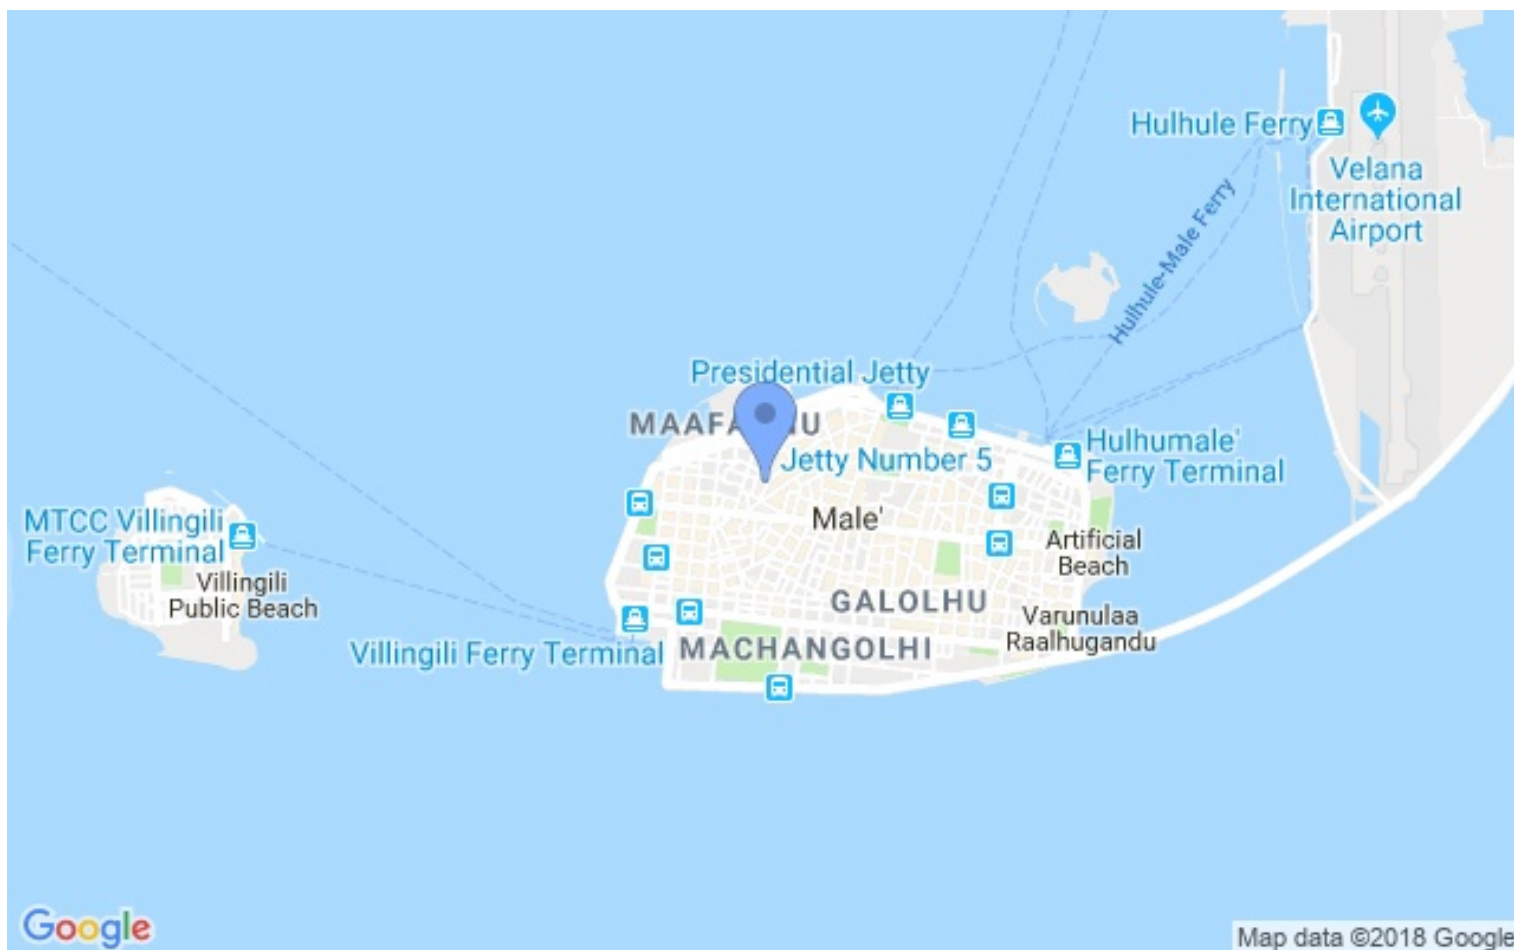 Hulhule Ferry
Velana
International
Airport
Hulhule-Male Ferry
Presidential Jetty
Jetty Number 5
Hulhumale'
Ferry Terminal
Male'
MTCC Villingili
Ferry Terminal
Villingili
Public Beach
Artificial
Beach
GALOLHU
Varunulaa
Raalhugandu
Villingili Ferry Terminal
MACHANGOLHI
Google
Map data ©2018 Google